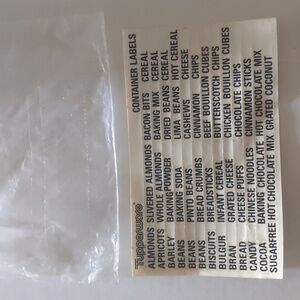 Tupperware CONTAINER LABELS
ALMONDS SLIVERED ALMONDS BACON BITS CEREAL
APRICOTS WHOLE ALMONDS BAKING MIX CEREAL
BARLEY BAKING POWDER DRIED BEANS CEREAL
BEANS BAKING SODA LIMA BEANS HOT CEREAL
BEANS PINTO BEANS CASHEWS CHEESE
BEANS BREAD CRUMBS CINNAMON CHIPS
BISCUITS BREADSTICKS BEEF BOUILLON CUBES
BULGUR INFANT CEREAL BUTTERSCOTCH CHIPS
BRAN GRATED CHEESE CHICKEN BOUILLON CUBES
BREAD CHEESE PUFFS CHOCOLATE CHIPS
CANDY CHINESE NOODLES CINNAMON STICKS
COCOA BAKING CHOCOLATE HOT CHOCOLATE MIX
SUGARFREE HOT CHOCOLATE MIX GRATED COCONUT